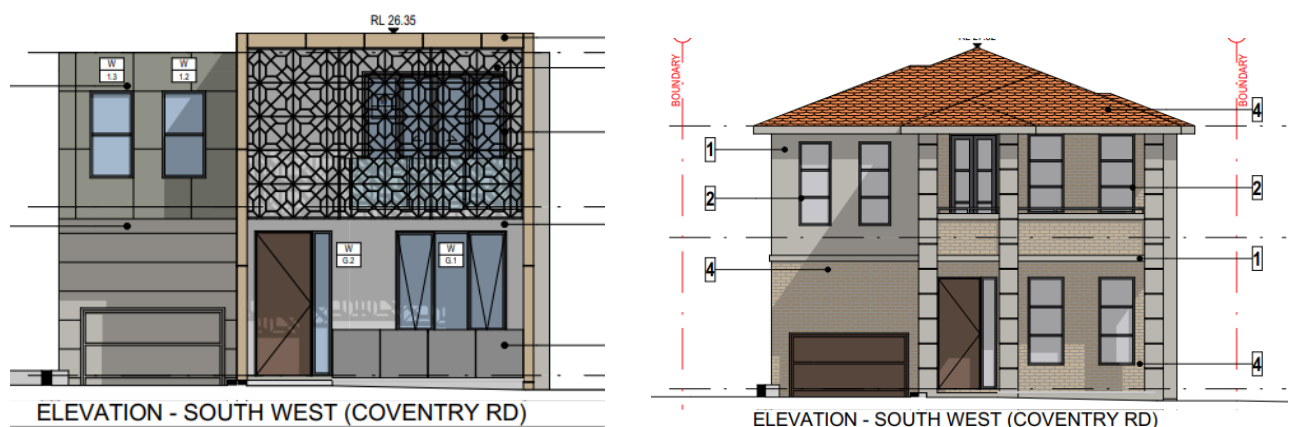 RL 26.35
W
1.3
W
1.2
W
G.2
W
G.1
ELEVATION - SOUTH WEST (COVENTRY RD)
BOUNDARY
BOUNDARY
4
1
2
2
1
4
4
ELEVATION - SOUTH WEST (COVENTRY RD)